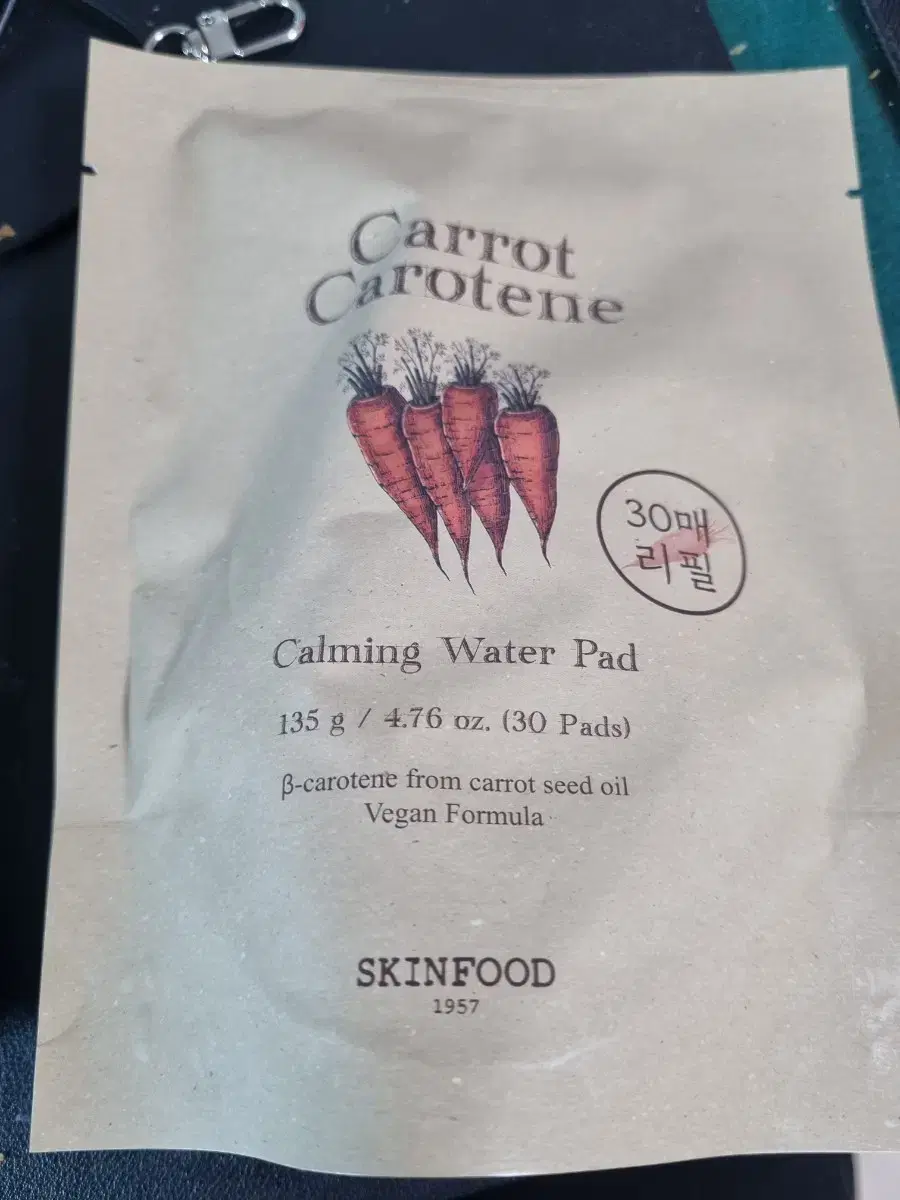 Carrot
Carotene
30매
리필
Calming Water Pad
135 g / 4.76 oz. (30 Pads)
β-carotene from carrot seed oil
Vegan Formula
SKINFOOD
1957